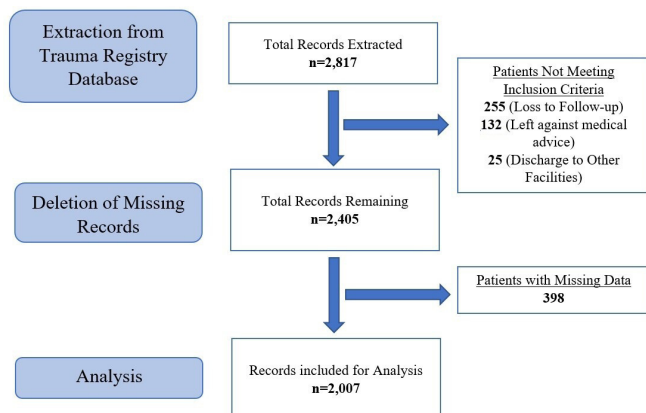 Extraction from
Trauma Registry
Database
Total Records Extracted
n=2,817
Patients Not Meeting
Inclusion Criteria
255 (Loss to Follow-up)
132 (Left against medical
advice)
25 (Discharge to Other
Facilities)
Deletion of Missing
Records
Total Records Remaining
n=2,405
Patients with Missing Data
398
Analysis
Records included for Analysis
n=2,007